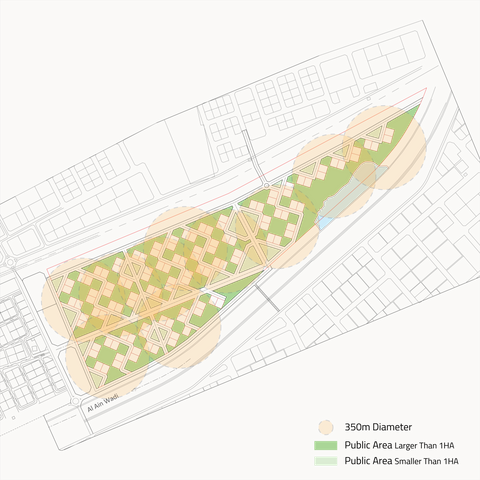 Al Ain Wadi
350m Diameter
Public Area Larger Than 1HA
Public Area Smaller Than 1HA